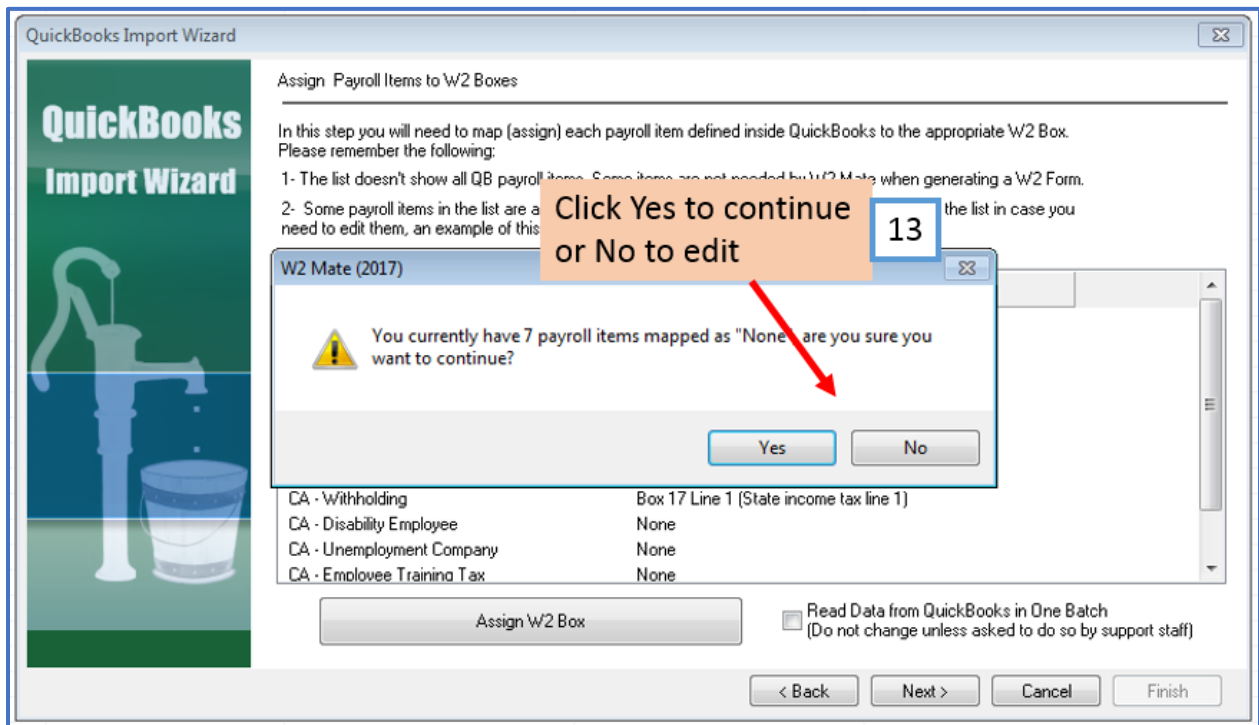 QuickBooks Import Wizard
QuickBooks
Import Wizard
Assign Payroll Items to W2 Boxes
In this step you will need to map (assign) each payroll item defined inside QuickBooks to the appropriate W2 Box.
Please remember the following:
1- The list doesn't show all QB payroll items. Some items are not needed by W2 Mate when generating a W2 Form.
2- Some payroll items in the list are a the list in case you
need to edit them, an example of this
Click Yes to continue
or No to edit
13
W2 Mate (2017)
You currently have 7 payroll items mapped as "None", are you sure you
want to continue?
Yes No
CA - Withholding Box 17 Line 1 (State income tax line 1)
CA - Disability Employee None
CA - Unemployment Company None
CA - Employee Training Tax None
Assign W2 Box
Read Data from QuickBooks in One Batch
(Do not change unless asked to do so by support staff)
< Back Next > Cancel Finish